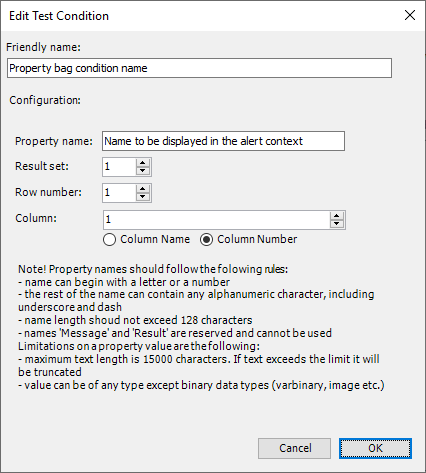 Edit Test Condition
Friendly name:
Property bag condition name
Configuration:
Property name: Name to be displayed in the alert context
Result set: 1
Row number: 1
Column: 1
Column Name Column Number
Note! Property names should follow the folowing rules:
- name can begin with a letter or a number
- the rest of the name can contain any alphanumeric character, including
underscore and dash
- name length shoud not exceed 128 characters
- names 'Message' and 'Result' are reserved and cannot be used
Limitations on a property value are the following:
- maximum text length is 15000 characters. If text exceeds the limit it will
be truncated
- value can be of any type except binary data types (varbinary, image etc.)
Cancel OK